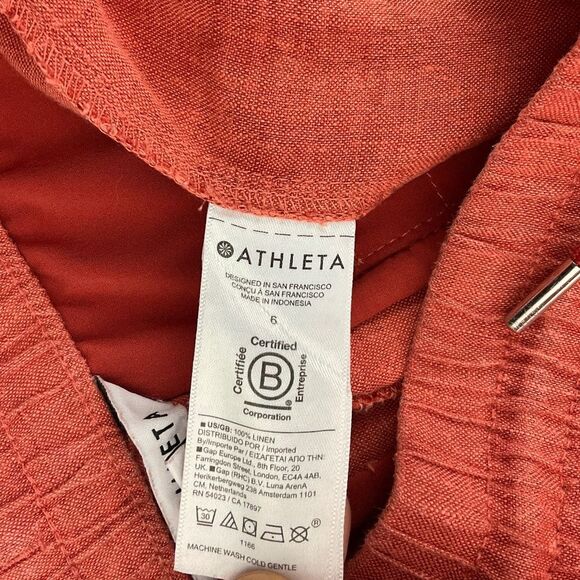 ATHLETA
DESIGNED IN SAN FRANCISCO
CONÇU À SAN FRANCISCO
MADE IN INDONESIA
6
Certified
Certifiée
B
®
Entreprise
Corporation
■ US/GB: 100% LINEN
DISTRIBUIDO POR / Imported
By/Importe Par / ΕΙΣΑΓΕΤΑΙ ΑΠΟ ΤΗΝ:
■ Gap Europe Ltd., 8th Floor, 20
Farringdon Street, London, EC4A 4AB,
UK. ■ Gap (RHC) B.V. Luna ArenA
Herikerbergweg 238 Amsterdam 1101
CM, Netherlands
RN 54023 / CA 17897
30
®
1166
MACHINE WASH COLD GENTLE